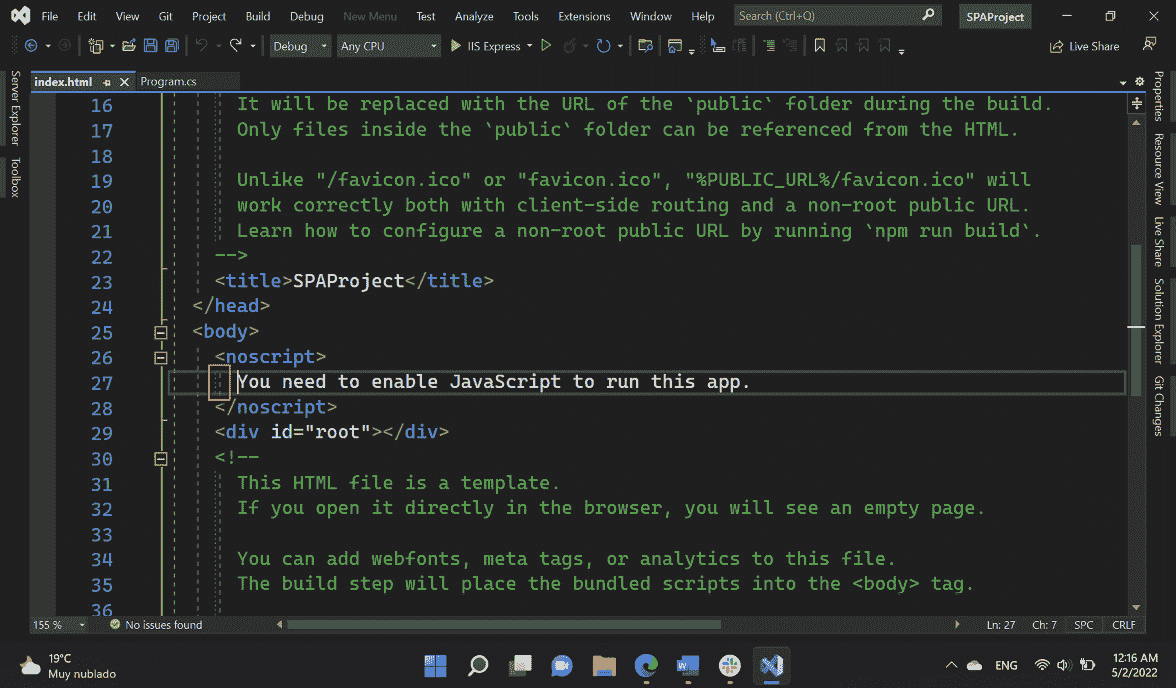 File Edit View Git Project Build Debug New Menu Test Analyze Tools Extensions Window Help Search (Ctrl+Q) SPAProject
Debug Any CPU IIS Express Live Share
Server Explorer
Toolbox
index.html Program.cs
16 It will be replaced with the URL of the `public` folder during the build.
17 Only files inside the `public` folder can be referenced from the HTML.
18
19 Unlike "/favicon.ico" or "favicon.ico", "%PUBLIC_URL%/favicon.ico" will
20 work correctly both with client-side routing and a non-root public URL.
21 Learn how to configure a non-root public URL by running `npm run build`.
22 -->
23 <title>SPAProject</title>
24 </head>
25 <body>
26 <noscript>
27 You need to enable JavaScript to run this app.
28 </noscript>
29 <div id="root"></div>
30 <!--
31 This HTML file is a template.
32 If you open it directly in the browser, you will see an empty page.
33
34 You can add webfonts, meta tags, or analytics to this file.
35 The build step will place the bundled scripts into the <body> tag.
36
Properties
Resource View
Live Share
Solution Explorer
Git Changes
155 % No issues found Ln: 27 Ch: 7 SPC CRLF
19°C
Muy nublado
ENG
12:16 AM
5/2/2022